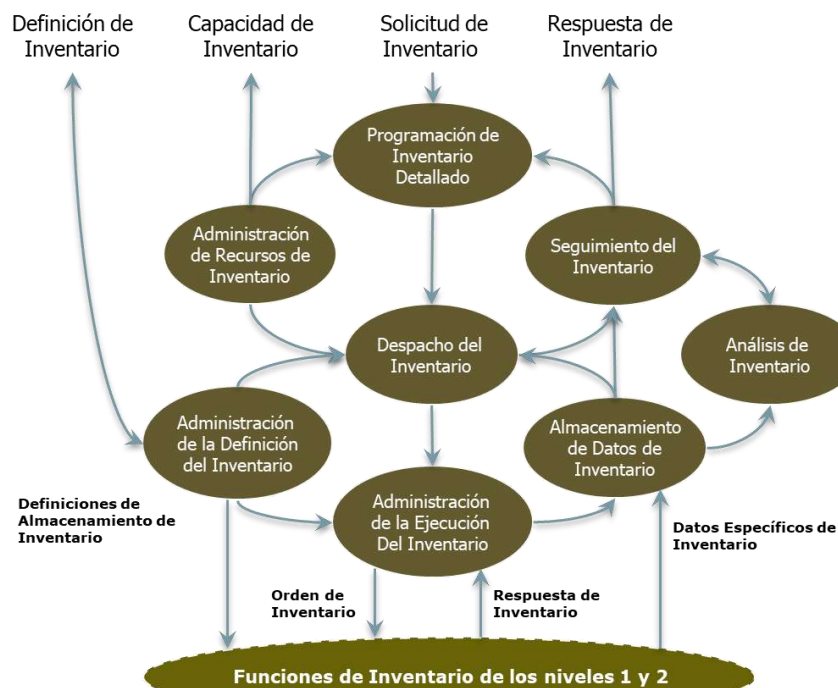 Definición de
Inventario
Capacidad de
Inventario
Solicitud de
Inventario
Respuesta de
Inventario
Programación de
Inventario
Detallado
Administración
de Recursos de
Inventario
Seguimiento del
Inventario
Despacho del
Inventario
Análisis de
Inventario
Administración
de la Definición
del Inventario
Almacenamiento
de Datos de
Inventario
Administración
de la Ejecución
Del Inventario
Definiciones de
Almacenamiento de
Inventario
Datos Específicos de
Inventario
Orden de
Inventario
Respuesta de
Inventario
Funciones de Inventario de los niveles 1 y 2